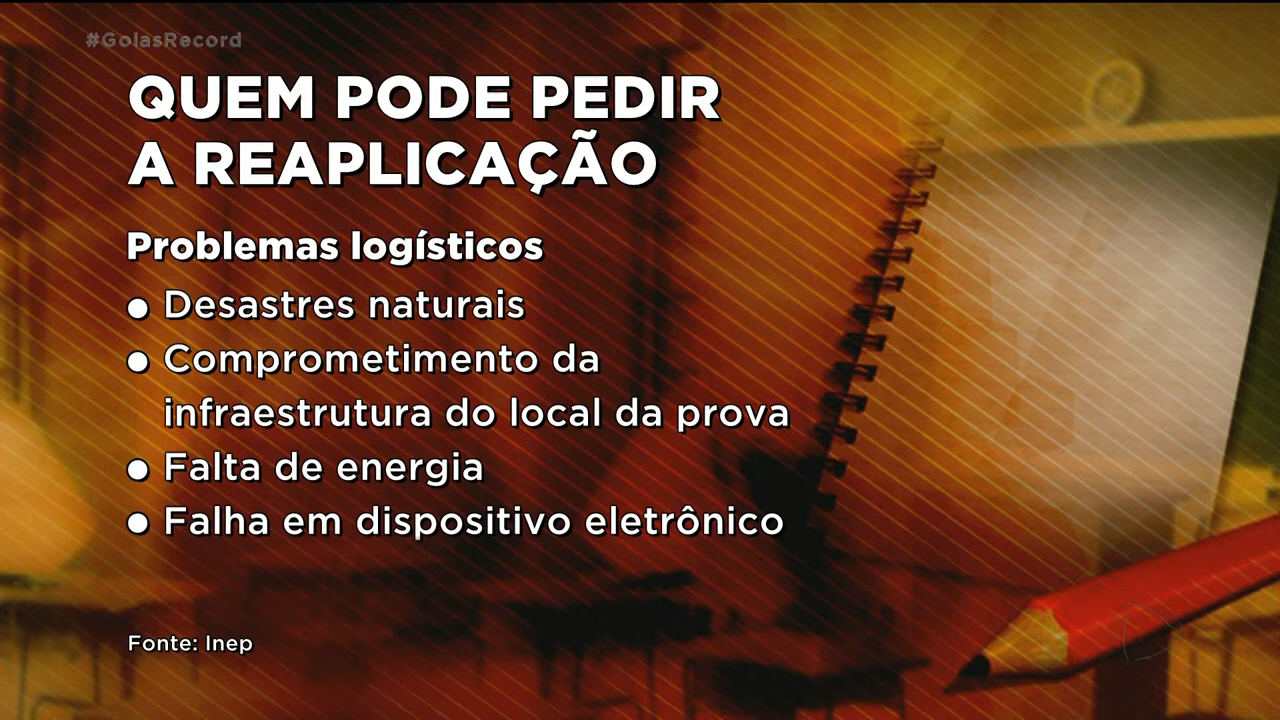 #GoiasRecord
QUEM PODE PEDIR
A REAPLICAÇÃO
Problemas logísticos
● Desastres naturais
● Comprometimento da
infraestrutura do local da prova
● Falta de energia
● Falha em dispositivo eletrônico
Fonte: Inep